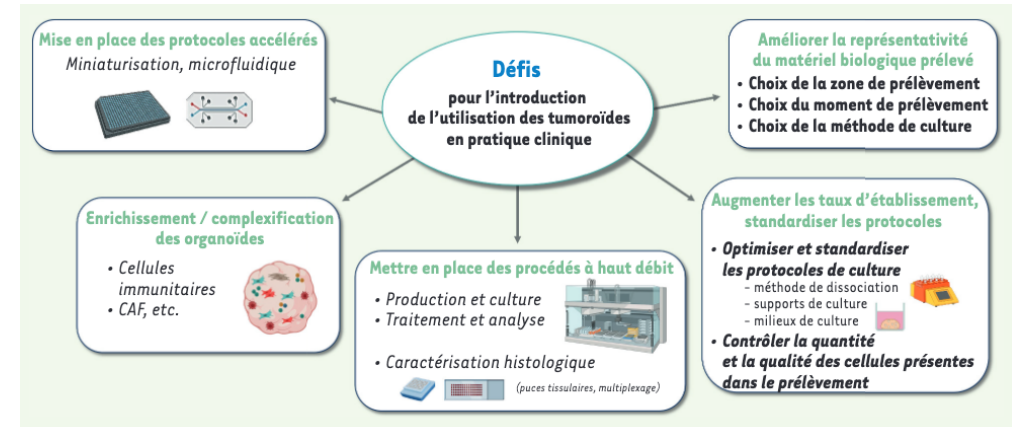 Défis
pour l'introduction
de l'utilisation des tumoroïdes
en pratique clinique
Mise en place des protocoles accélérés
Miniaturisation, microfluidique
Améliorer la représentativité
du matériel biologique prélevé
• Choix de la zone de prélèvement
• Choix du moment de prélèvement
• Choix de la méthode de culture
Enrichissement / complexification
des organoïdes
• Cellules
immunitaires
• CAF, etc.
Mettre en place des procédés à haut débit
• Production et culture
• Traitement et analyse
• Caractérisation histologique
(puces tissulaires, multiplexage)
Augmenter les taux d'établissement,
standardiser les protocoles
• Optimiser et standardiser
les protocoles de culture
– méthode de dissociation
– supports de culture
– milieux de culture
• Contrôler la quantité
et la qualité des cellules présentes
dans le prélèvement